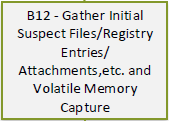 B12 - Gather Initial
Suspect Files/Registry
Entries/
Attachments,etc. and
Volatile Memory
Capture